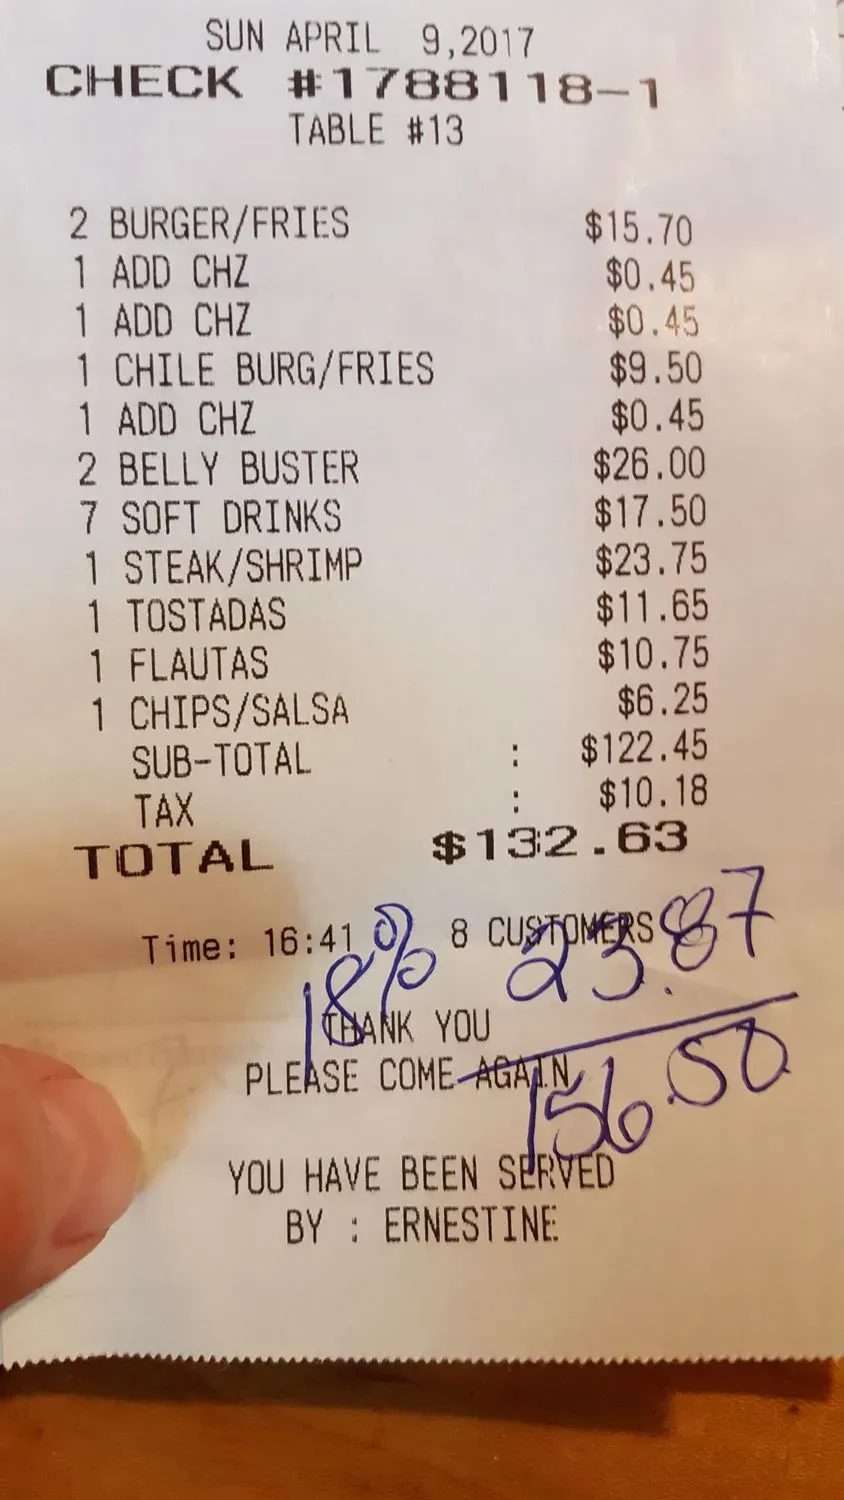 SUN APRIL 9,2017
CHECK #1788118-1
TABLE #13
2 BURGER/FRIES $15.70
1 ADD CHZ $0.45
1 ADD CHZ $0.45
1 CHILE BURG/FRIES $9.50
1 ADD CHZ $0.45
2 BELLY BUSTER $26.00
7 SOFT DRINKS $17.50
1 STEAK/SHRIMP $23.75
1 TOSTADAS $11.65
1 FLAUTAS $10.75
1 CHIPS/SALSA $6.25
SUB-TOTAL : $122.45
TAX : $10.18
TOTAL $132.63
Time: 16:41 8 CUSTOMERS
18% 23.87
THANK YOU
PLEASE COME AGAIN
156.50
YOU HAVE BEEN SERVED
BY : ERNESTINE